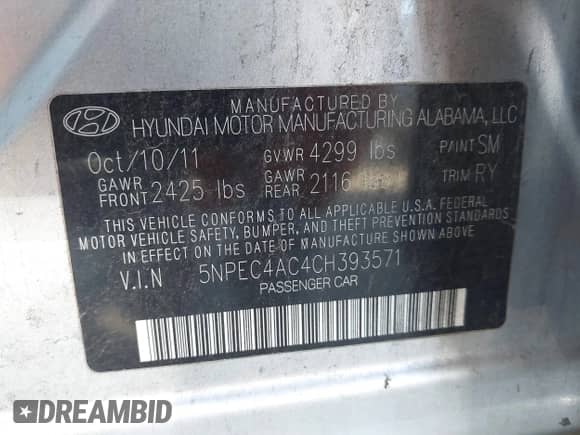 MANUFACTURED BY
HYUNDAI MOTOR MANUFACTURING ALABAMA, LLC
Oct/10/11 GVWR 4299 lbs PAINT SM
GAWR FRONT 2425 lbs GAWR REAR 2116 lbs TRIM RY
THIS VEHICLE CONFORMS TO ALL APPLICABLE U.S.A. FEDERAL
MOTOR VEHICLE SAFETY, BUMPER, AND THEFT PREVENTION STANDARDS
IN EFFECT ON THE DATE OF MANUFACTURE SHOWN ABOVE.
V.I.N 5NPEC4AC4CH393571
PASSENGER CAR
DREAMBID